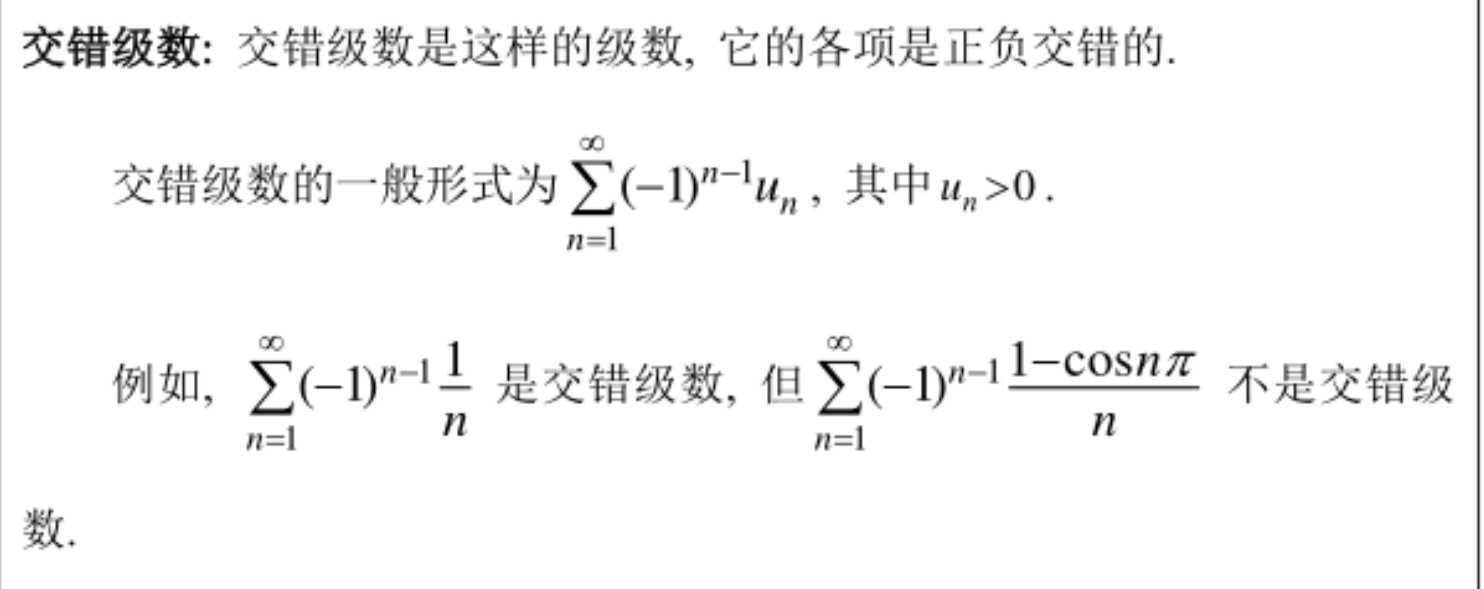 交错级数: 交错级数是这样的级数, 它的各项是正负交错的.
交错级数的一般形式为 $\sum_{n=1}^{\infty}(-1)^{n-1}u_n$ , 其中 $u_n>0$ .
例如, $\sum_{n=1}^{\infty}(-1)^{n-1}\frac{1}{n}$ 是交错级数, 但 $\sum_{n=1}^{\infty}(-1)^{n-1}\frac{1-\cos n\pi}{n}$ 不是交错级
数.